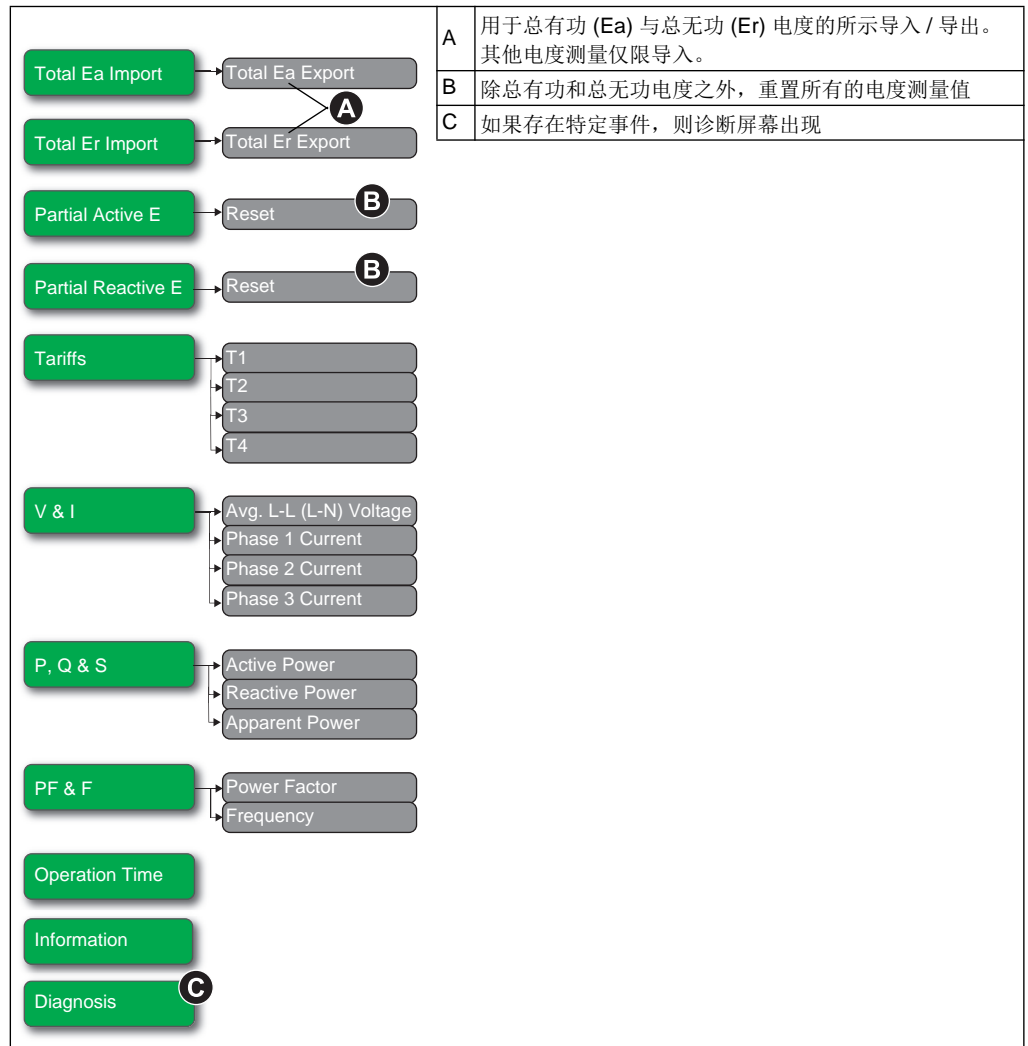 Total Ea Import
Total Ea Export
A
Total Er Import
Total Er Export
Partial Active E
Reset
B
Partial Reactive E
Reset
B
Tariffs
T1
T2
T3
T4
V & I
Avg. L-L (L-N) Voltage
Phase 1 Current
Phase 2 Current
Phase 3 Current
P, Q & S
Active Power
Reactive Power
Apparent Power
PF & F
Power Factor
Frequency
Operation Time
Information
Diagnosis
C
A
用于总有功 (Ea) 与总无功 (Er) 电度的所示导入 / 导出。
其他电度测量仅限导入。
B
除总有功和总无功电度之外，重置所有的电度测量值
C
如果存在特定事件，则诊断屏幕出现